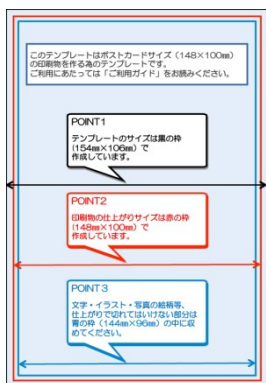 このテンプレートはポストカードサイズ(148×100㎜)
の印刷物を作る為のテンプレートです。
ご利用にあたっては「ご利用ガイド」をお読みください。
POINT1
テンプレートのサイズは黒の枠
(154㎜×106㎜)で
作成しています。
POINT2
印刷物の仕上がりサイズは赤の枠
(148㎜×100㎜)で
作成しています。
POINT3
文字・イラスト・写真の絵柄等、
仕上がりで切れてはいけない部分は
青の枠(144㎜×96㎜)の中に収
めてください。